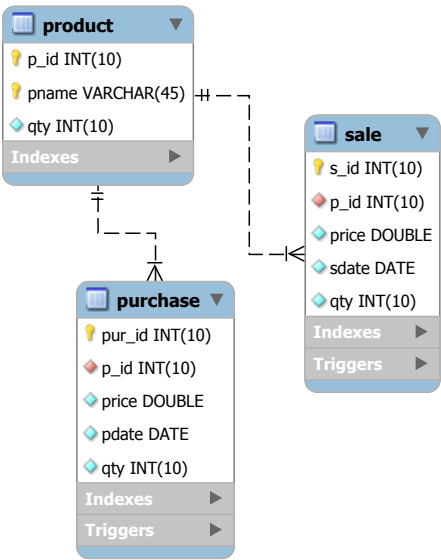 product
p_id INT(10)
pname VARCHAR(45)
qty INT(10)
Indexes
sale
s_id INT(10)
p_id INT(10)
price DOUBLE
sdate DATE
qty INT(10)
Indexes
Triggers
purchase
pur_id INT(10)
p_id INT(10)
price DOUBLE
pdate DATE
qty INT(10)
Indexes
Triggers